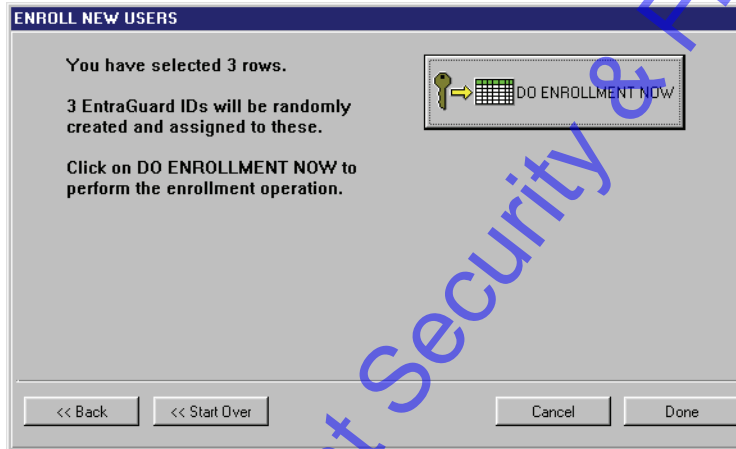 ENROLL NEW USERS
You have selected 3 rows.
3 EntraGuard IDs will be randomly
created and assigned to these.
Click on DO ENROLLMENT NOW to
perform the enrollment operation.
DO ENROLLMENT NOW
<< Back
<< Start Over
Cancel
Done
Security &